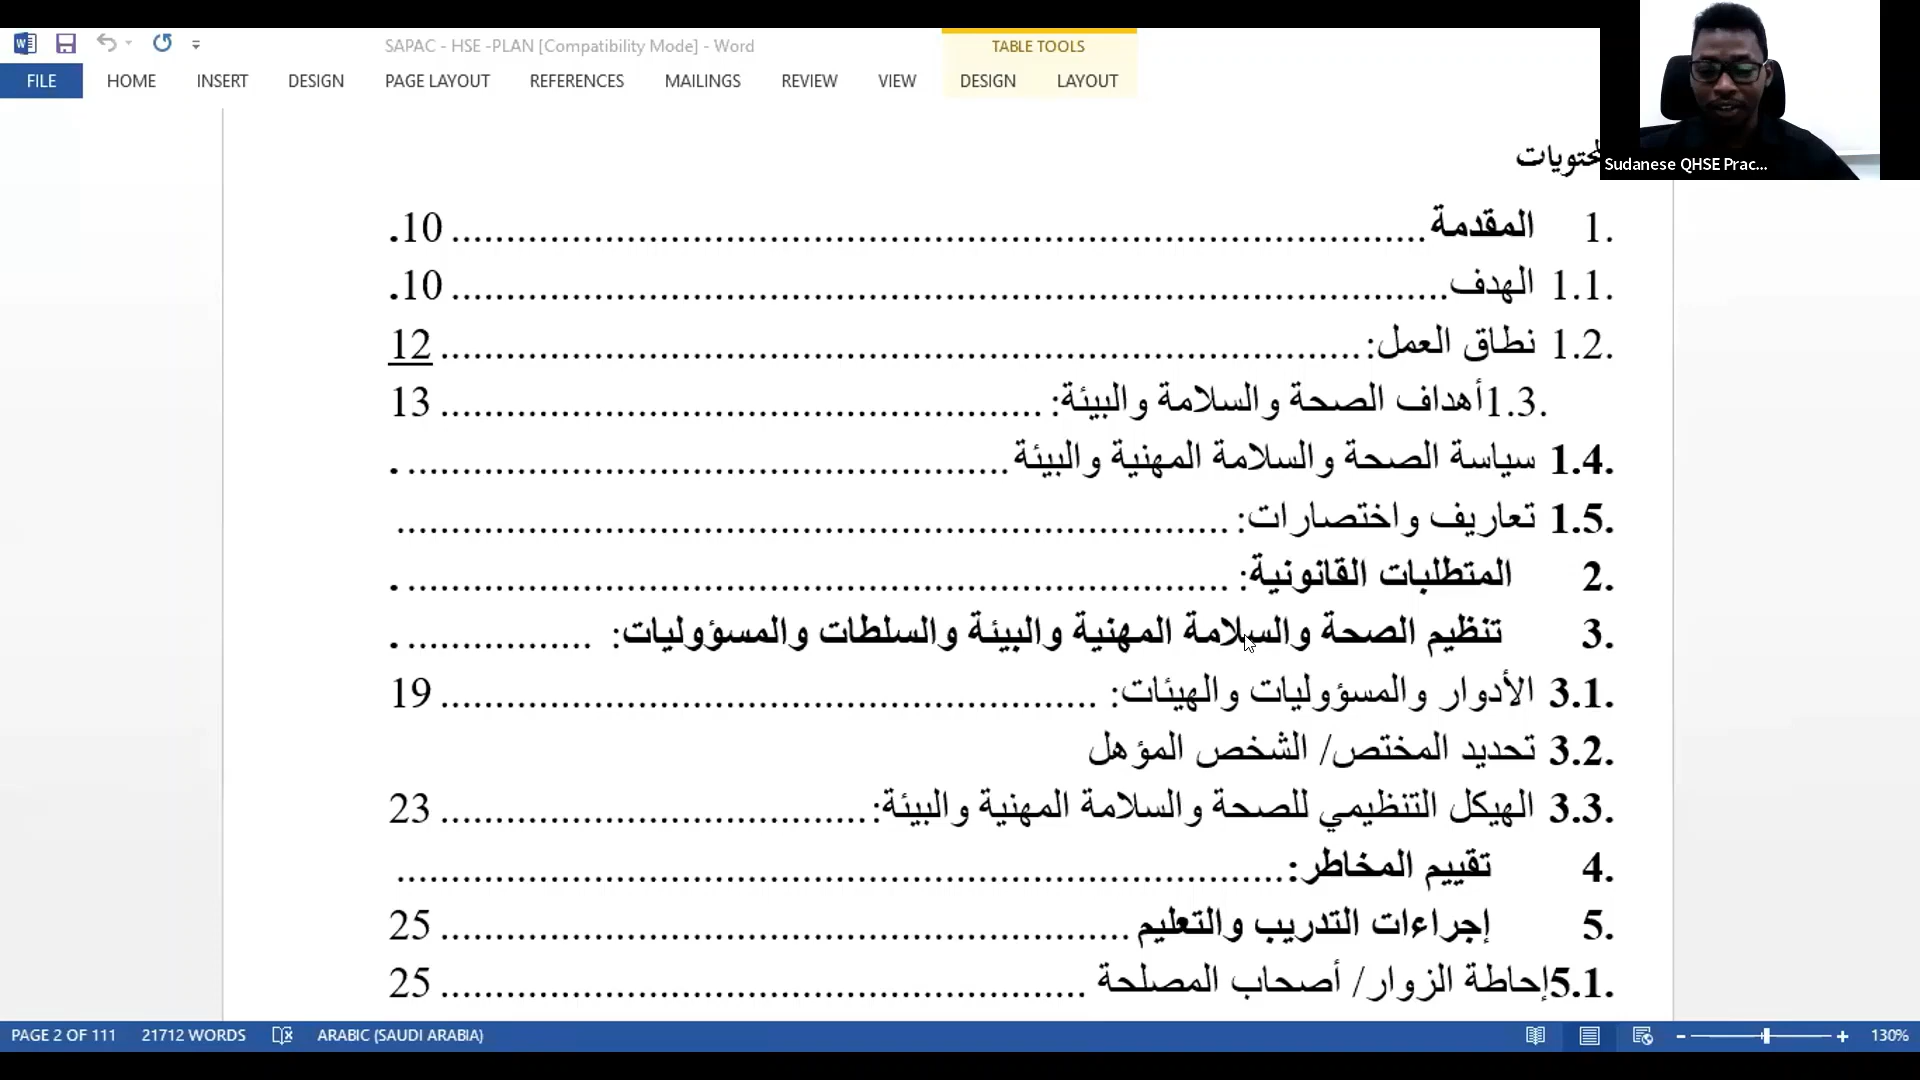 SAPAC - HSE -PLAN [Compatibility Mode] - Word
TABLE TOOLS
FILE HOME INSERT DESIGN PAGE LAYOUT REFERENCES MAILINGS REVIEW VIEW DESIGN LAYOUT
Sudanese QHSE Prac...
1. المقدمة ........ 10.
1.1. الهدف ........ 10.
1.2. نطاق العمل: ........ 12
1.3. أهداف الصحة والسلامة والبيئة: ........ 13
1.4. سياسة الصحة والسلامة المهنية والبيئة ........ .
1.5. تعاريف واختصارات: ........
2. المتطلبات القانونية: ........ .
3. تنظيم الصحة والسلامة المهنية والبيئة والسلطات والمسؤوليات: ........ .
3.1. الأدوار والمسؤوليات والهيئات: ........ 19
3.2. تحديد المختص/ الشخص المؤهل
3.3. الهيكل التنظيمي للصحة والسلامة المهنية والبيئة: ........ 23
4. تقييم المخاطر: ........
5. إجراءات التدريب والتعليم ........ 25
5.1. إحاطة الزوار/ أصحاب المصلحة ........ 25
PAGE 2 OF 111 21712 WORDS ARABIC (SAUDI ARABIA) 130%